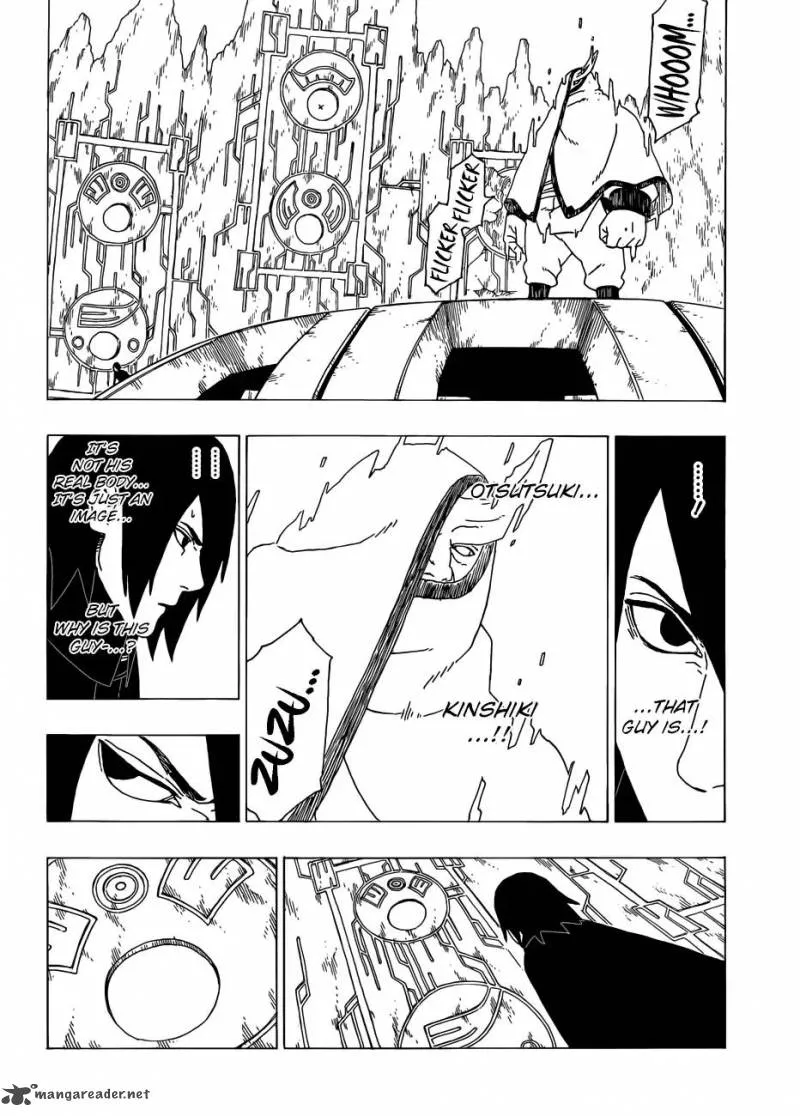 WHOOOM...
FLICKER FLICKER
......,
...THAT
GUY IS...!
OTSUTSUKI...
KINSHIKI
...!!
ZUZU...
...... ......
IT'S
NOT HIS
REAL BODY...
IT'S JUST AN
IMAGE...
BUT
WHY IS THIS
GUY-...?
mangareader.net